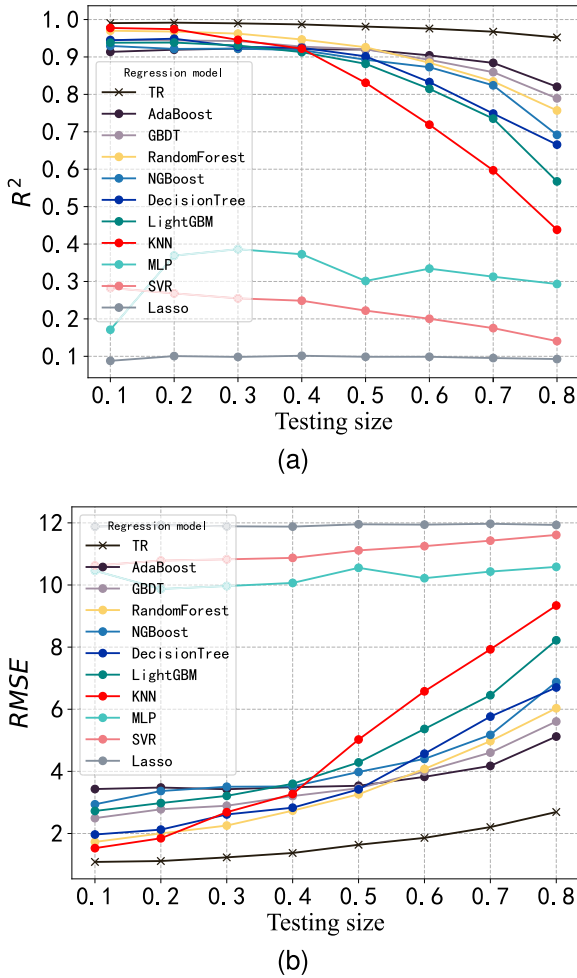 1.0
0.9
0.8
0.7
0.6
0.5
0.4
0.3
0.2
0.1
R²
Regression model
TR
AdaBoost
GBDT
RandomForest
NGBoost
DecisionTree
LightGBM
KNN
MLP
SVR
Lasso
0.1 0.2 0.3 0.4 0.5 0.6 0.7 0.8
Testing size
(a)
12
10
8
6
4
2
RMSE
Regression model
TR
AdaBoost
GBDT
RandomForest
NGBoost
DecisionTree
LightGBM
KNN
MLP
SVR
Lasso
0.1 0.2 0.3 0.4 0.5 0.6 0.7 0.8
Testing size
(b)